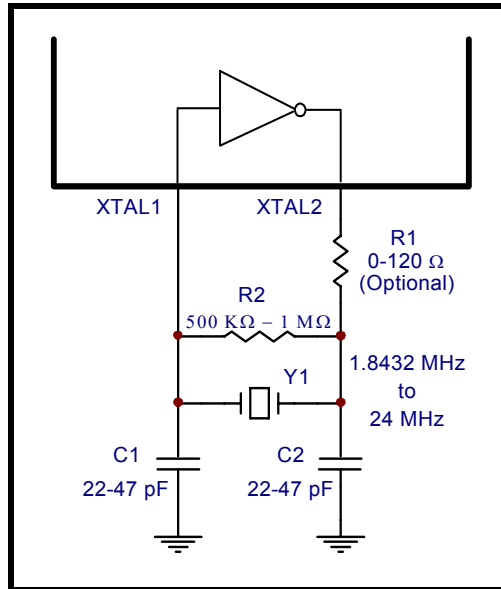 XTAL1
XTAL2
R1
0-120 Ω
(Optional)
R2
500 KΩ – 1 MΩ
Y1
1.8432 MHz
to
24 MHz
C1
22-47 pF
C2
22-47 pF